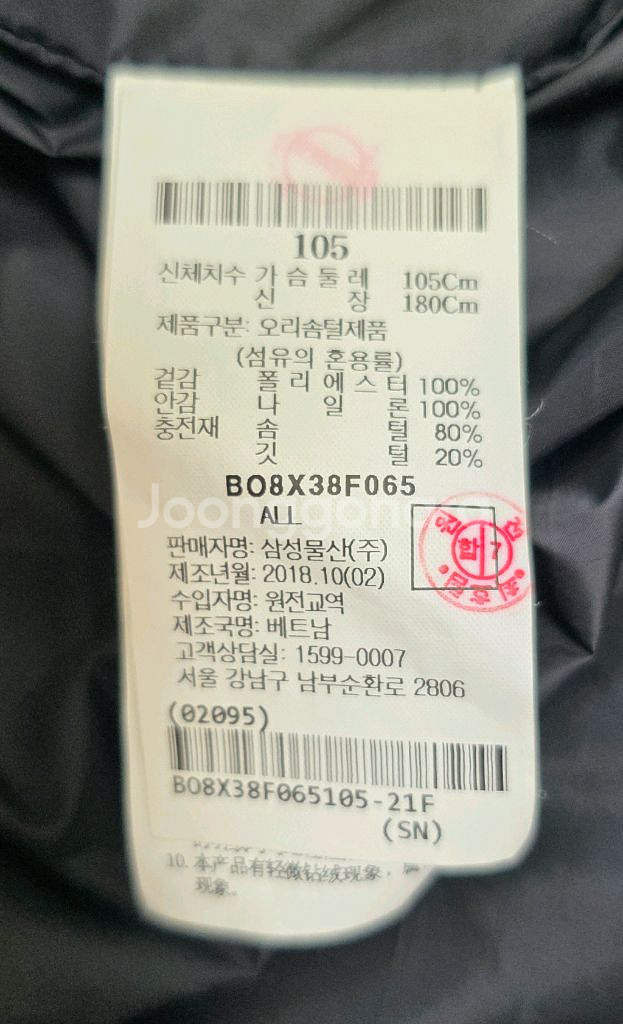 105
신체치수 가슴둘레 105Cm
신장 180Cm
제품구분: 오리솜털제품
(섬유의 혼용률)
겉감 폴리에스터 100%
안감 나일론 100%
충전재 솜털 80%
깃털 20%
BO8X38F065
ALL
판매자명: 삼성물산(주)
제조년월: 2018.10(02)
수입자명: 원전교역
제조국명: 베트남
고객상담실: 1599-0007
서울 강남구 남부순환로 2806
(02095)
BO8X38F065105-21F
(SN)
합 7
10. 本产品有轻微钻绒现象,
现象。